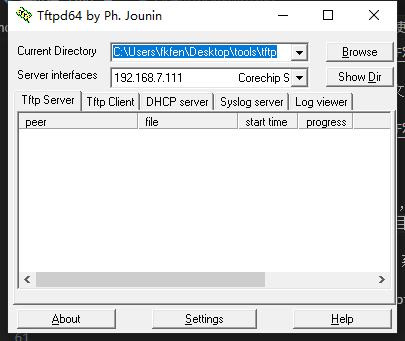 Tftpd64 by Ph. Jounin
Current Directory C:\Users\fkfen\Desktop\tools\tftp Browse
Server interfaces 192.168.7.111 Corechip S Show Dir
Tftp Server Tftp Client DHCP server Syslog server Log viewer
peer file start time progress
About Settings Help
61